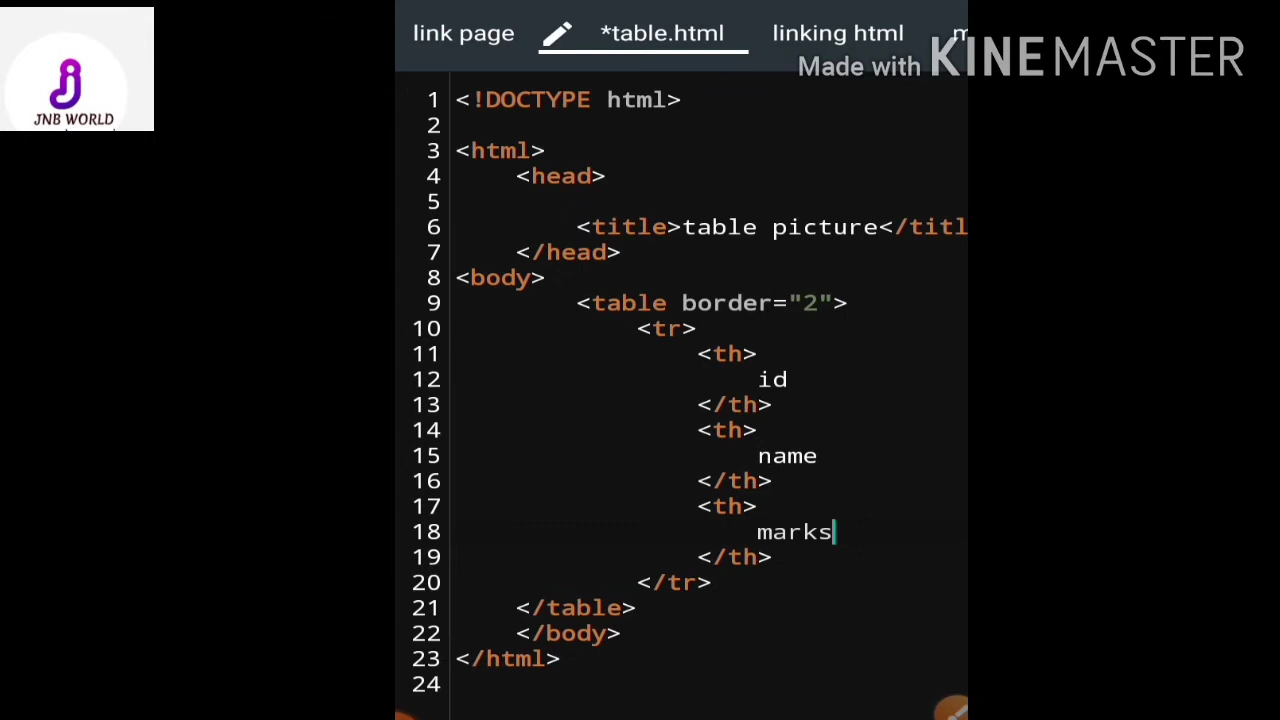 JNB WORLD
link page *table.html linking html m
Made with KINEMASTER
1 <!DOCTYPE html>
2
3 <html>
4 <head>
5
6 <title>table picture</titl
7 </head>
8 <body>
9 <table border="2">
10 <tr>
11 <th>
12 id
13 </th>
14 <th>
15 name
16 </th>
17 <th>
18 marks
19 </th>
20 </tr>
21 </table>
22 </body>
23 </html>
24